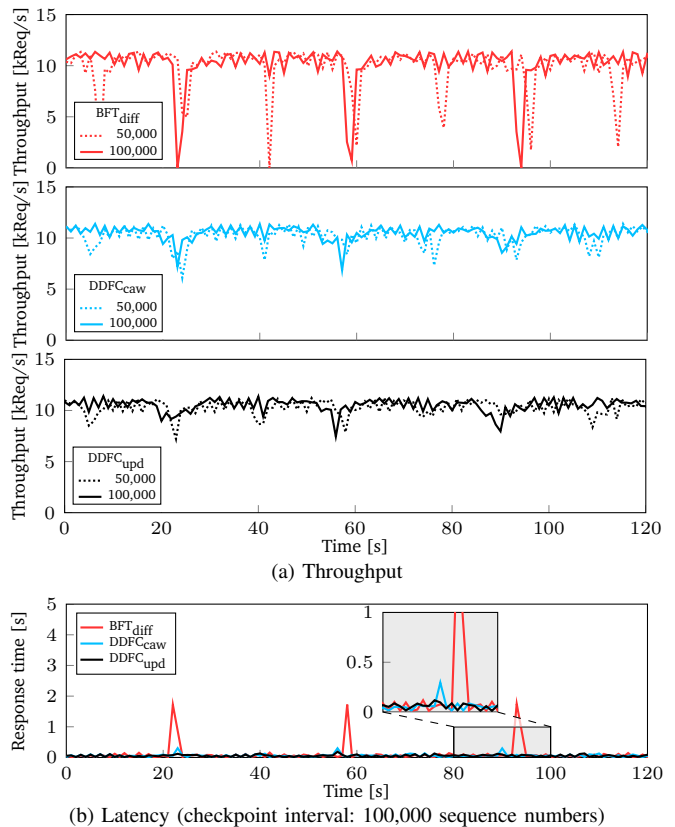 15
10
5
0
Throughput [kReq/s]
BFTdiff
50,000
100,000
15
10
5
0
Throughput [kReq/s]
DDFCcaw
50,000
100,000
15
10
5
0
Throughput [kReq/s]
DDFCupd
50,000
100,000
0 20 40 60 80 100 120
Time [s]
(a) Throughput
5
4
3
2
1
0
Response time [s]
BFTdiff
DDFCcaw
DDFCupd
1
0.5
0
0 20 40 60 80 100 120
Time [s]
(b) Latency (checkpoint interval: 100,000 sequence numbers)